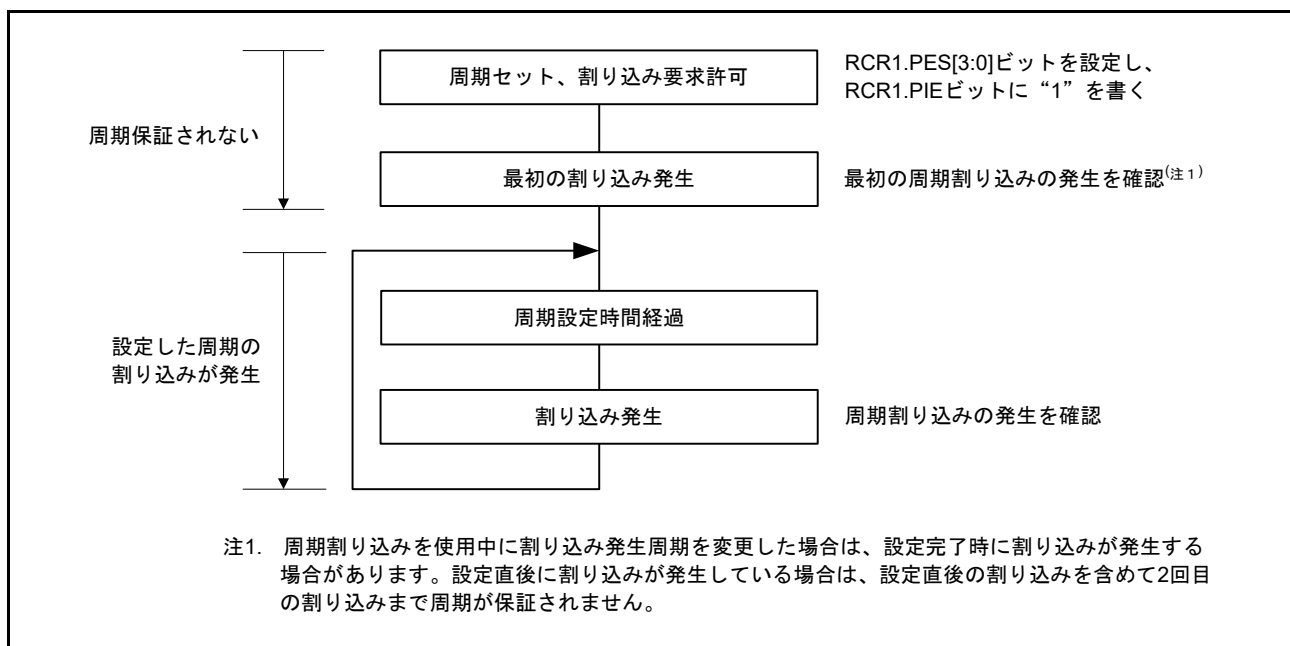 周期セット、割り込み要求許可
RCR1.PES[3:0]ビットを設定し、
RCR1.PIEビットに“1”を書く
周期保証されない
最初の割り込み発生
最初の周期割り込みの発生を確認(注1)
周期設定時間経過
設定した周期の
割り込みが発生
割り込み発生
周期割り込みの発生を確認
注1. 周期割り込みを使用中に割り込み発生周期を変更した場合は、設定完了時に割り込みが発生する
場合があります。設定直後に割り込みが発生している場合は、設定直後の割り込みを含めて2回目
の割り込みまで周期が保証されません。